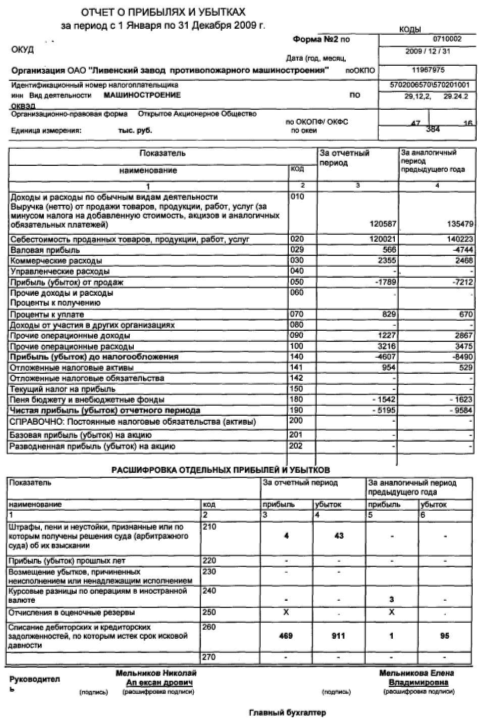 ОТЧЕТ О ПРИБЫЛЯХ И УБЫТКАХ
за период с 1 Января по 31 Декабря 2009 г.
КОДЫ
Форма №2 по 0710002
ОКУД
Дата (год, месяц, 2009 / 12 / 31
Организация ОАО "Ливенский завод противопожарного машиностроения" поОКПО 11967975
Идентификационный номер налогоплательщика 5702006570\570201001
инн Вид деятельности МАШИНОСТРОЕНИЕ по 29,12,2, 29.24.2
ОКВЭД
Организационно-правовая форма Открытое Акционерное Общество
по ОКОПФ/ ОКФС 47 16
Единица измерения: тыс. руб. по океи 384
Показатель За отчетный период За аналогичный период предыдущего года
наименование код
1 2 3 4
Доходы и расходы по обычным видам деятельности 010
Выручка (нетто) от продажи товаров, продукции, работ, услуг (за
минусом налога на добавленную стоимость, акцизов и аналогичных
обязательных платежей) 120587 135479
Себестоимость проданных товаров, продукции, работ, услуг 020 120021 140223
Валовая прибыль 029 566 -4744
Коммерческие расходы 030 2355 2468
Управленческие расходы 040 - -
Прибыль (убыток) от продаж 050 -1789 -7212
Прочие доходы и расходы 060
Проценты к получению - -
Проценты к уплате 070 829 670
Доходы от участия в других организациях 080 - -
Прочие операционные доходы 090 1227 2867
Прочие операционные расходы 100 3216 3475
Прибыль (убыток) до налогообложения 140 -4607 -8490
Отложенные налоговые активы 141 954 529
Отложенные налоговые обязательства 142 - -
Текущий налог на прибыль 150 - -
Пеня бюджету и внебюджетные фонды 180 - 1542 - 1623
Чистая прибыль (убыток) отчетного периода 190 - 5195 - 9584
СПРАВОЧНО: Постоянные налоговые обязательства (активы) 200 - -
Базовая прибыль (убыток) на акцию 201 - -
Разводненная прибыль (убыток) на акцию 202 - -
РАСШИФРОВКА ОТДЕЛЬНЫХ ПРИБЫЛЕЙ И УБЫТКОВ
Показатель За отчетный период За аналогичный период
предыдущего года
наименование код прибыль убыток прибыль убыток
1 2 3 4 5 6
Штрафы, пени и неустойки, признанные или по 210
которым получены решения суда (арбитражного 4 43 - -
суда) об их взыскании
Прибыль (убыток) прошлых лет 220 - - - -
Возмещение убытков, причиненных 230 - - - -
неисполнением или ненадлежащим исполнением
Курсовые разницы по операциям в иностранной 240
валюте - - 3 -
Отчисления в оценочные резервы 250 X . X .
Списание дебиторских и кредиторских 260
задолженностей, по которым истек срок исковой 469 911 1 95
давности
270 - - - -
Мельников Николай Мельникова Елена
Руководител Ал ексан дрович Владимировна
ь (подпись) (расшифровка подписи) (подпись) (расшифровка подписи)
Главный бухгалтер